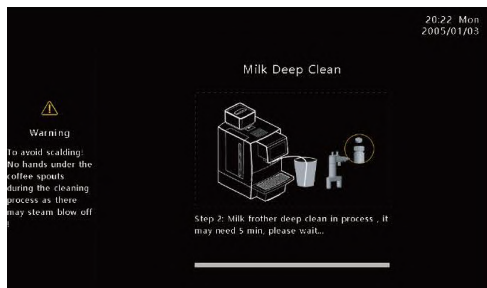 20:22 Mon
2005/01/03
Milk Deep Clean
Warning
To avoid scalding!
No hands under the
coffee spouts
during the cleaning
process as there
may steam blow off
!
Step 2: Milk frother deep clean in process , it
may need 5 min, please wait...